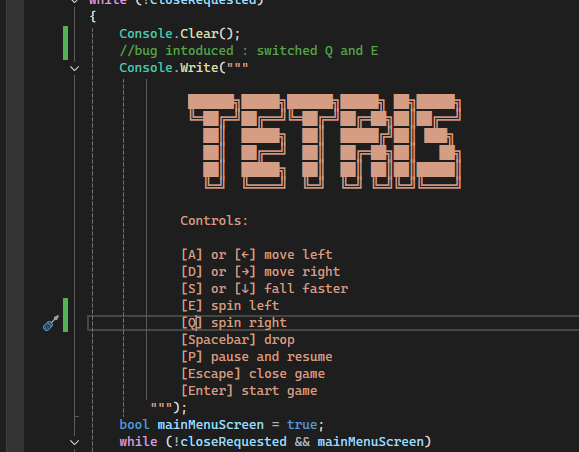 while (!closeRequested)
{
Console.Clear();
//bug intoduced : switched Q and E
Console.Write("""
TETRIS
Controls:
[A] or [←] move left
[D] or [→] move right
[S] or [↓] fall faster
[E] spin left
[Q] spin right
[Spacebar] drop
[P] pause and resume
[Escape] close game
[Enter] start game
""");
bool mainMenuScreen = true;
while (!closeRequested && mainMenuScreen)